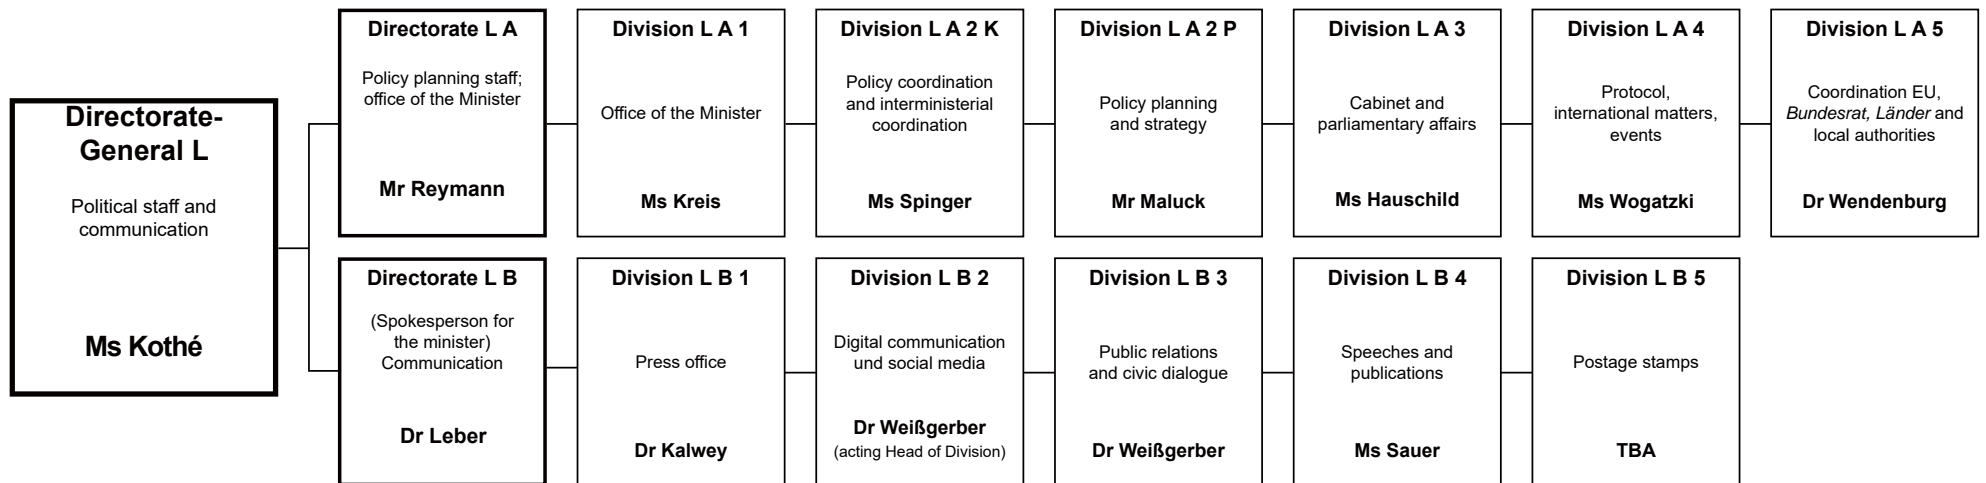 Directorate-
General L
Political staff and
communication
Ms Kothé
Directorate L A
Policy planning staff;
office of the Minister
Mr Reymann
Division L A 1
Office of the Minister
Ms Kreis
Division L A 2 K
Policy coordination
and interministerial
coordination
Ms Spinger
Division L A 2 P
Policy planning
and strategy
Mr Maluck
Division L A 3
Cabinet and
parliamentary affairs
Ms Hauschild
Division L A 4
Protocol,
international matters,
events
Ms Wogatzki
Division L A 5
Coordination EU,
Bundesrat, Länder and
local authorities
Dr Wendenburg
Directorate L B
(Spokesperson for
the minister)
Communication
Dr Leber
Division L B 1
Press office
Dr Kalwey
Division L B 2
Digital communication
und social media
Dr Weißgerber
(acting Head of Division)
Division L B 3
Public relations
and civic dialogue
Dr Weißgerber
Division L B 4
Speeches and
publications
Ms Sauer
Division L B 5
Postage stamps
TBA